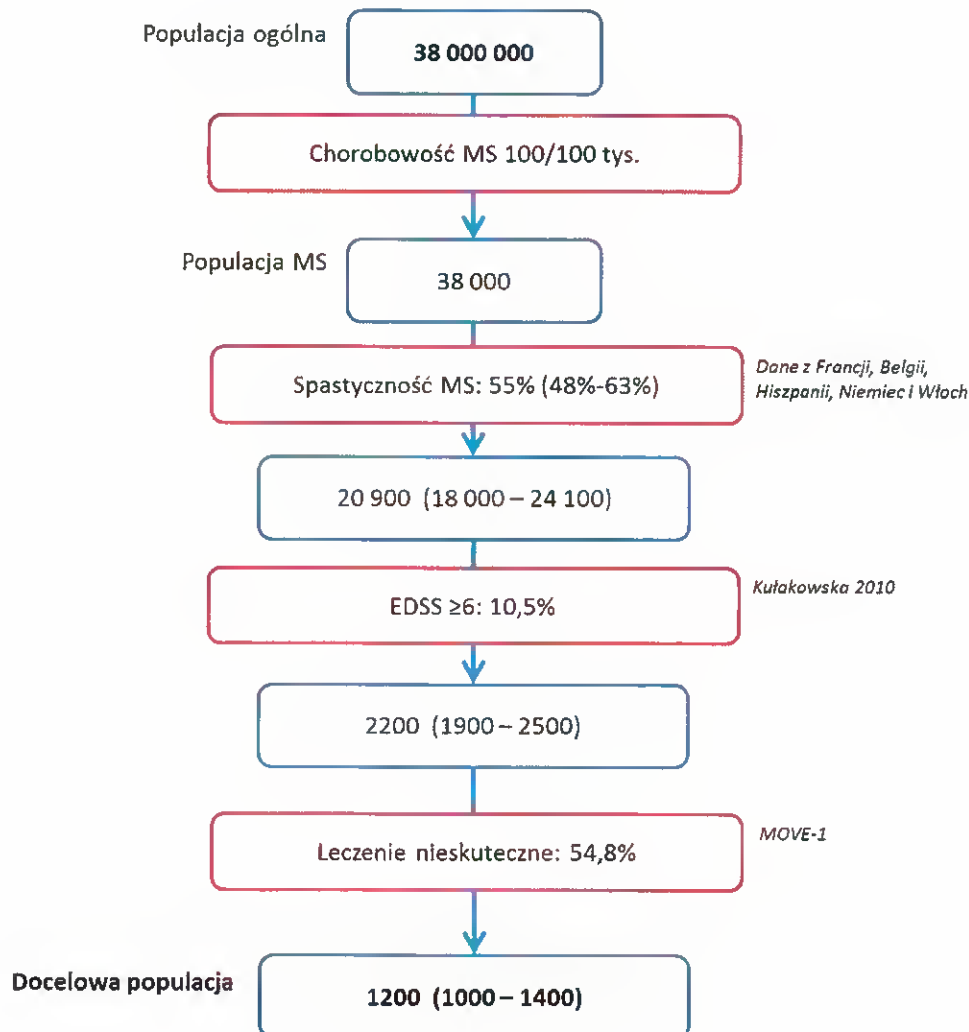 Populacja ogólna
38 000 000
Chorobowość MS 100/100 tys.
Populacja MS
38 000
Spastyczność MS: 55% (48%-63%)
Dane z Francji, Belgii,
Hiszpanii, Niemiec i Włoch
20 900 (18 000 – 24 100)
EDSS ≥6: 10,5%
Kułakowska 2010
2200 (1900 – 2500)
Leczenie nieskuteczne: 54,8%
MOVE-1
Docelowa populacja
1200 (1000 – 1400)